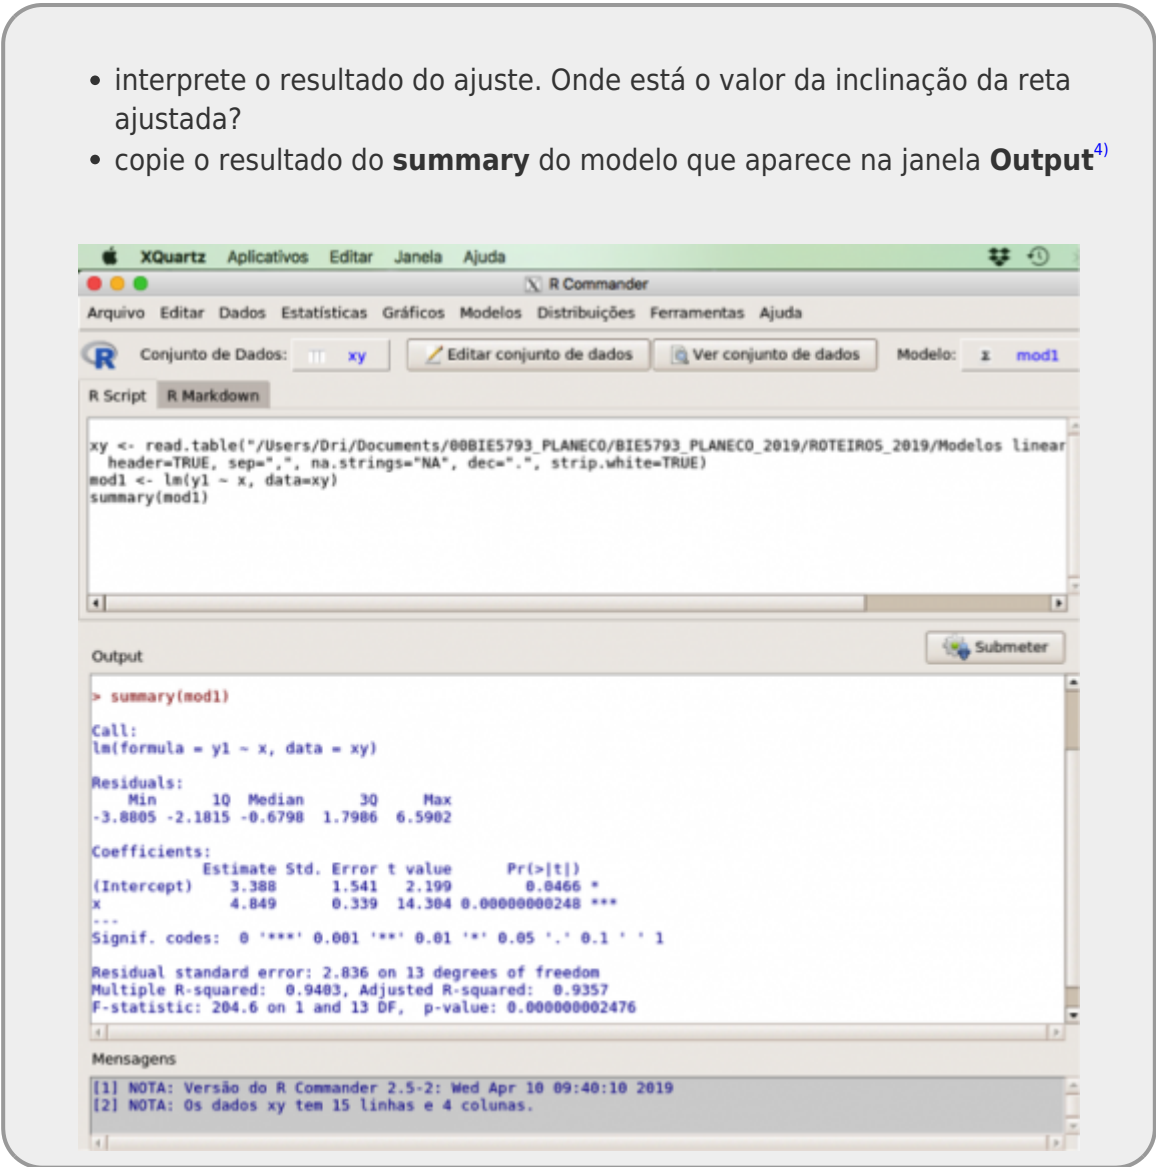 • interprete o resultado do ajuste. Onde está o valor da inclinação da reta
ajustada?
• copie o resultado do summary do modelo que aparece na janela Output4)
XQuartz Aplicativos Editar Janela Ajuda
R Commander
Arquivo Editar Dados Estatísticas Gráficos Modelos Distribuições Ferramentas Ajuda
R Conjunto de Dados: xy Editar conjunto de dados Ver conjunto de dados Modelo: Σ mod1
R Script R Markdown
xy <- read.table("/Users/Dri/Documents/00BIE5793_PLANECO/BIE5793_PLANECO_2019/ROTEIROS_2019/Modelos linear
header=TRUE, sep=",", na.strings="NA", dec=".", strip.white=TRUE)
mod1 <- lm(y1 ~ x, data=xy)
summary(mod1)
Submeter
Output
> summary(mod1)
Call:
lm(formula = y1 ~ x, data = xy)
Residuals:
Min 1Q Median 3Q Max
-3.8805 -2.1815 -0.6798 1.7986 6.5902
Coefficients:
Estimate Std. Error t value Pr(>|t|)
(Intercept) 3.388 1.541 2.199 0.0466 *
x 4.849 0.339 14.304 0.00000000248 ***
---
Signif. codes: 0 '***' 0.001 '**' 0.01 '*' 0.05 '.' 0.1 ' ' 1
Residual standard error: 2.836 on 13 degrees of freedom
Multiple R-squared: 0.9403, Adjusted R-squared: 0.9357
F-statistic: 204.6 on 1 and 13 DF, p-value: 0.000000002476
Mensagens
[1] NOTA: Versão do R Commander 2.5-2: Wed Apr 10 09:40:10 2019
[2] NOTA: Os dados xy tem 15 linhas e 4 colunas.